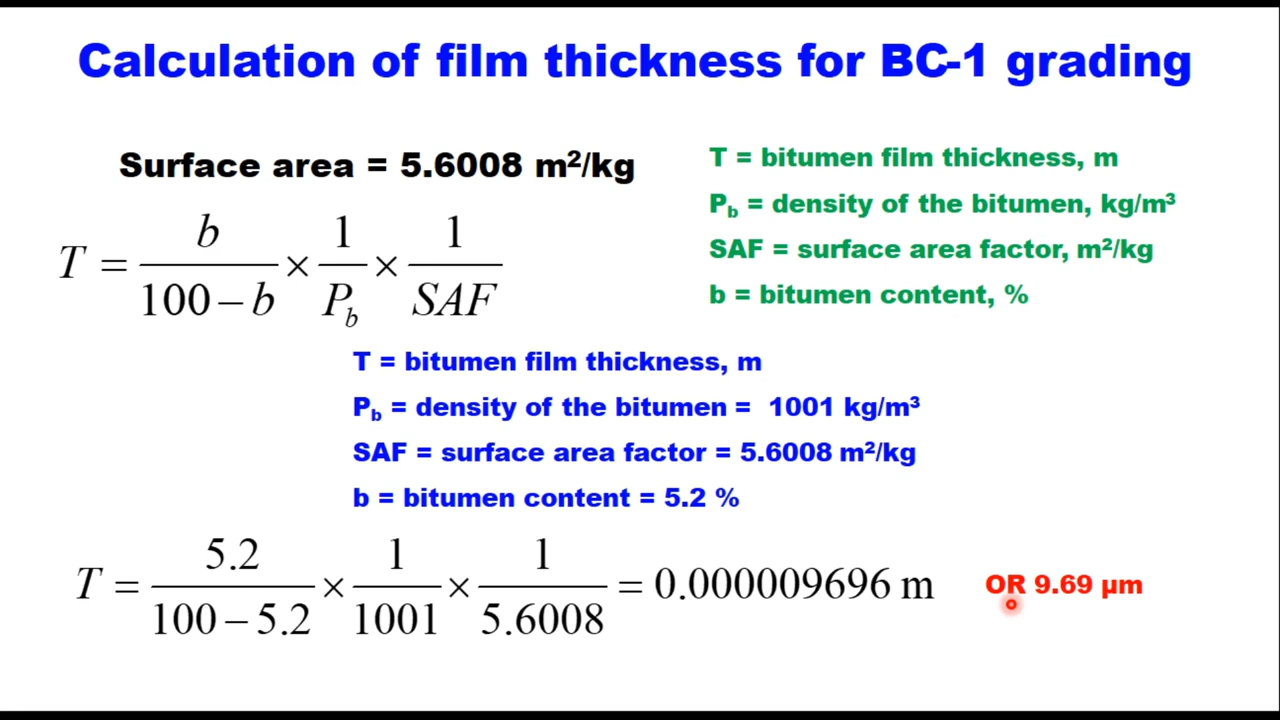 Calculation of film thickness for BC-1 grading
Surface area = 5.6008 m²/kg
T = b / (100 – b) × 1 / P_b × 1 / SAF
T = bitumen film thickness, m
P_b = density of the bitumen, kg/m³
SAF = surface area factor, m²/kg
b = bitumen content, %
T = bitumen film thickness, m
P_b = density of the bitumen = 1001 kg/m³
SAF = surface area factor = 5.6008 m²/kg
b = bitumen content = 5.2 %
T = 5.2 / (100 – 5.2) × 1 / 1001 × 1 / 5.6008 = 0.000009696 m OR 9.69 µm